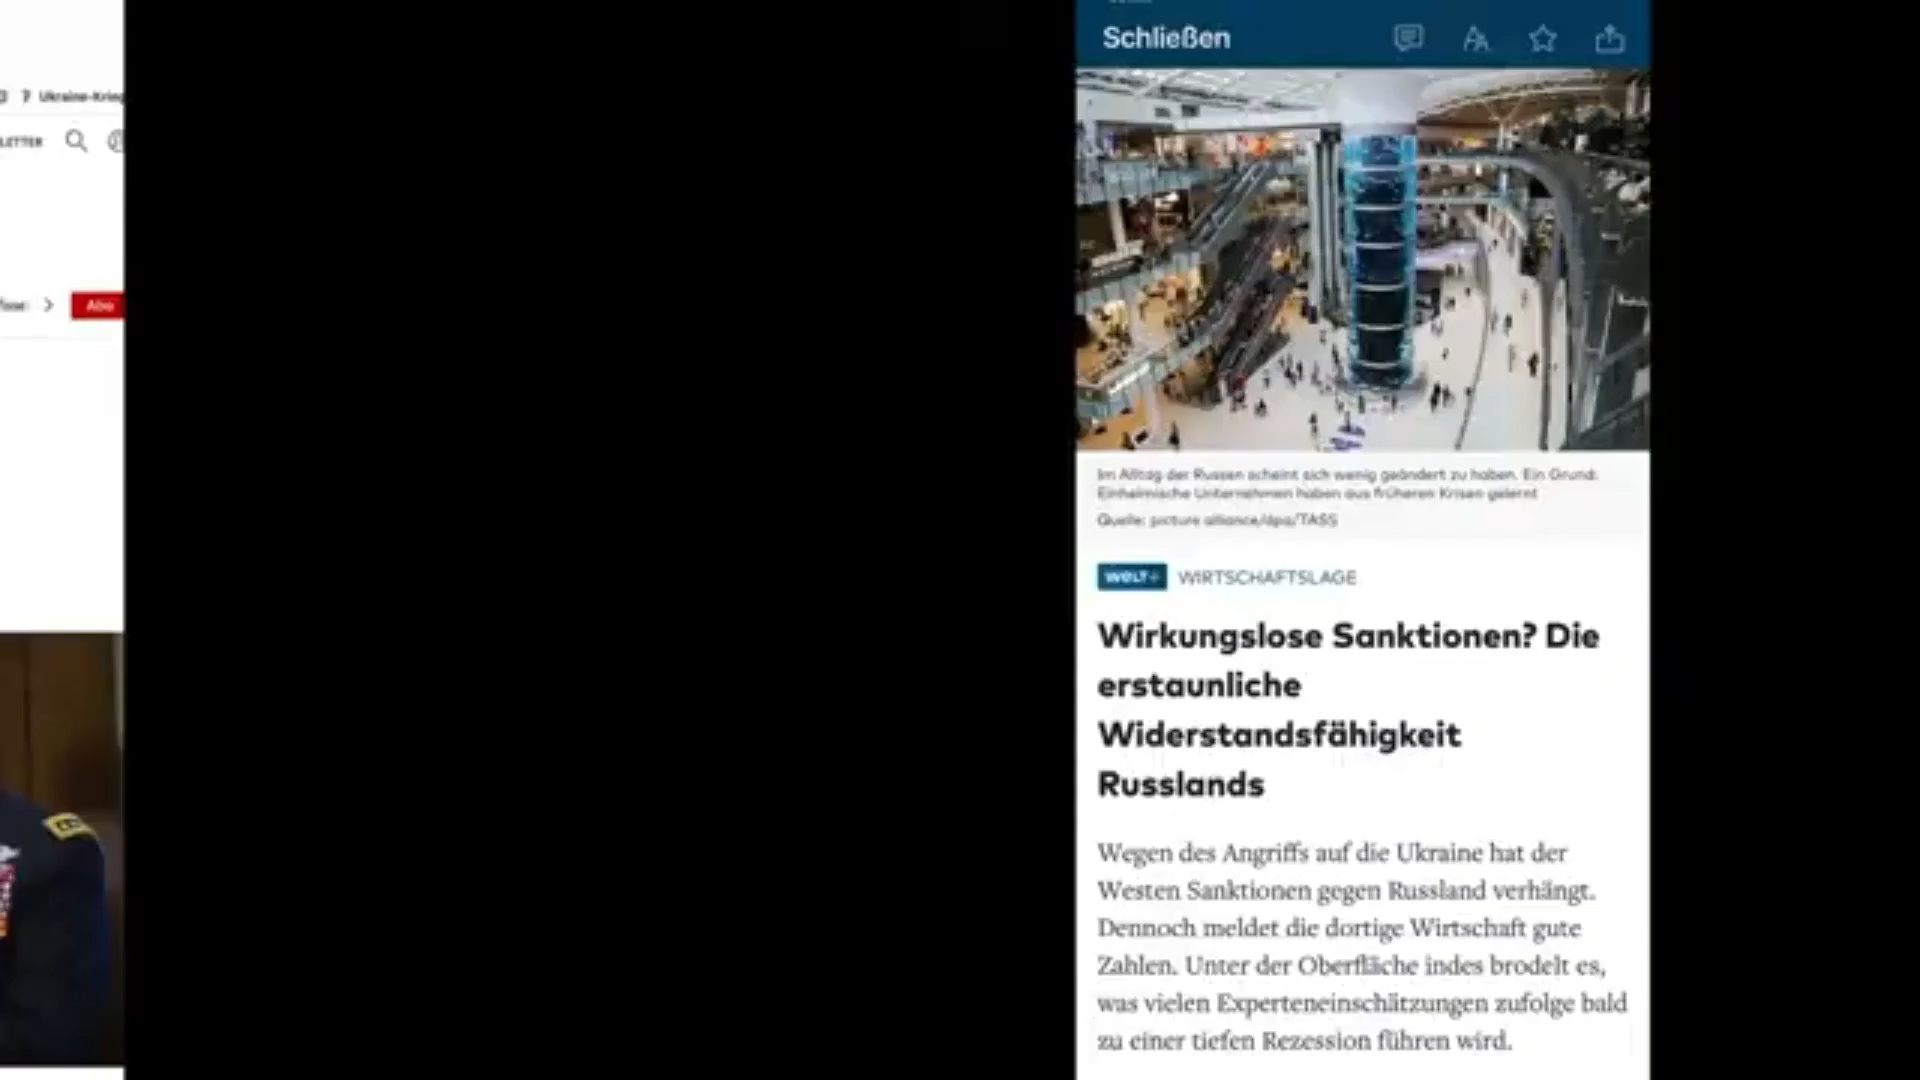 Ukraine-Krieg
LETTER
Abo
Schließen
AA
Im Alltag der Russen scheint sich wenig geändert zu haben. Ein Grund:
Einheimische Unternehmen haben aus früheren Krisen gelernt
Quelle: picture alliance/dpa/TASS
WELT+ WIRTSCHAFTSLAGE
Wirkungslose Sanktionen? Die
erstaunliche
Widerstandsfähigkeit
Russlands
Wegen des Angriffs auf die Ukraine hat der
Westen Sanktionen gegen Russland verhängt.
Dennoch meldet die dortige Wirtschaft gute
Zahlen. Unter der Oberfläche indes brodelt es,
was vielen Experteneinschätzungen zufolge bald
zu einer tiefen Rezession führen wird.